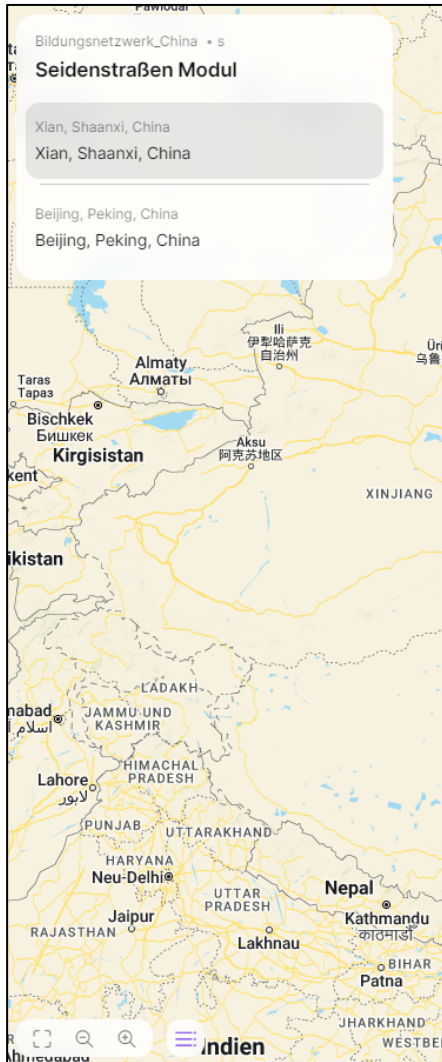 Pawlodar
Bildungsnetzwerk_China • s
Seidenstraßen Modul
Xian, Shaanxi, China
Xian, Shaanxi, China
Beijing, Peking, China
Beijing, Peking, China
Ili
伊犁哈萨克
自治州
Almaty
Алматы
Taras
Тараз
Bischkek
Бишкек
Kirgisistan
Aksu
阿克苏地区
XINJIANG
LADAKH
JAMMU UND
KASHMIR
HIMACHAL
PRADESH
Lahore
لاہور
PUNJAB
UTTARAKHAND
HARYANA
Neu-Delhi
UTTAR
PRADESH
Nepal
Kathmandu
काठमाडौँ
Jaipur
RAJASTHAN
Lakhnau
BIHAR
Patna
JHARKHAND
Indien